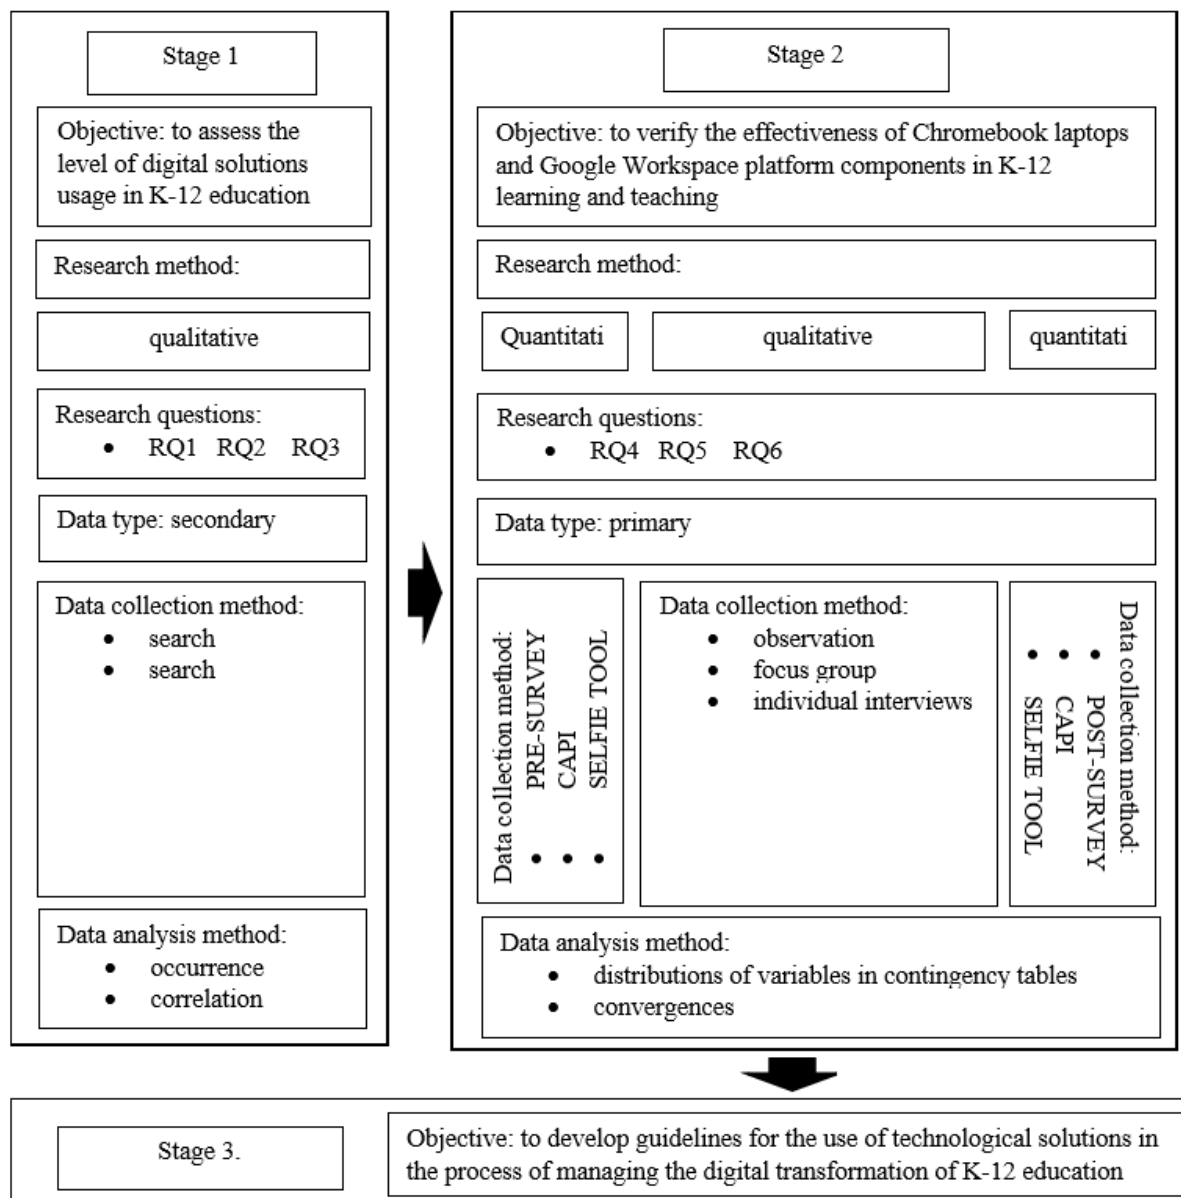 Stage 1
Objective: to assess the
level of digital solutions
usage in K-12 education
Research method:
qualitative
Research questions:
• RQ1 RQ2 RQ3
Data type: secondary
Data collection method:
• search
• search
Data analysis method:
• occurrence
• correlation
Stage 2
Objective: to verify the effectiveness of Chromebook laptops
and Google Workspace platform components in K-12
learning and teaching
Research method:
Quantitati
qualitative
quantitati
Research questions:
• RQ4 RQ5 RQ6
Data type: primary
Data collection method:
• PRE-SURVEY
• CAPI
• SELFIE TOOL
Data collection method:
• observation
• focus group
• individual interviews
Data collection method:
• POST-SURVEY
• CAPI
• SELFIE TOOL
Data analysis method:
• distributions of variables in contingency tables
• convergences
Stage 3.
Objective: to develop guidelines for the use of technological solutions in
the process of managing the digital transformation of K-12 education